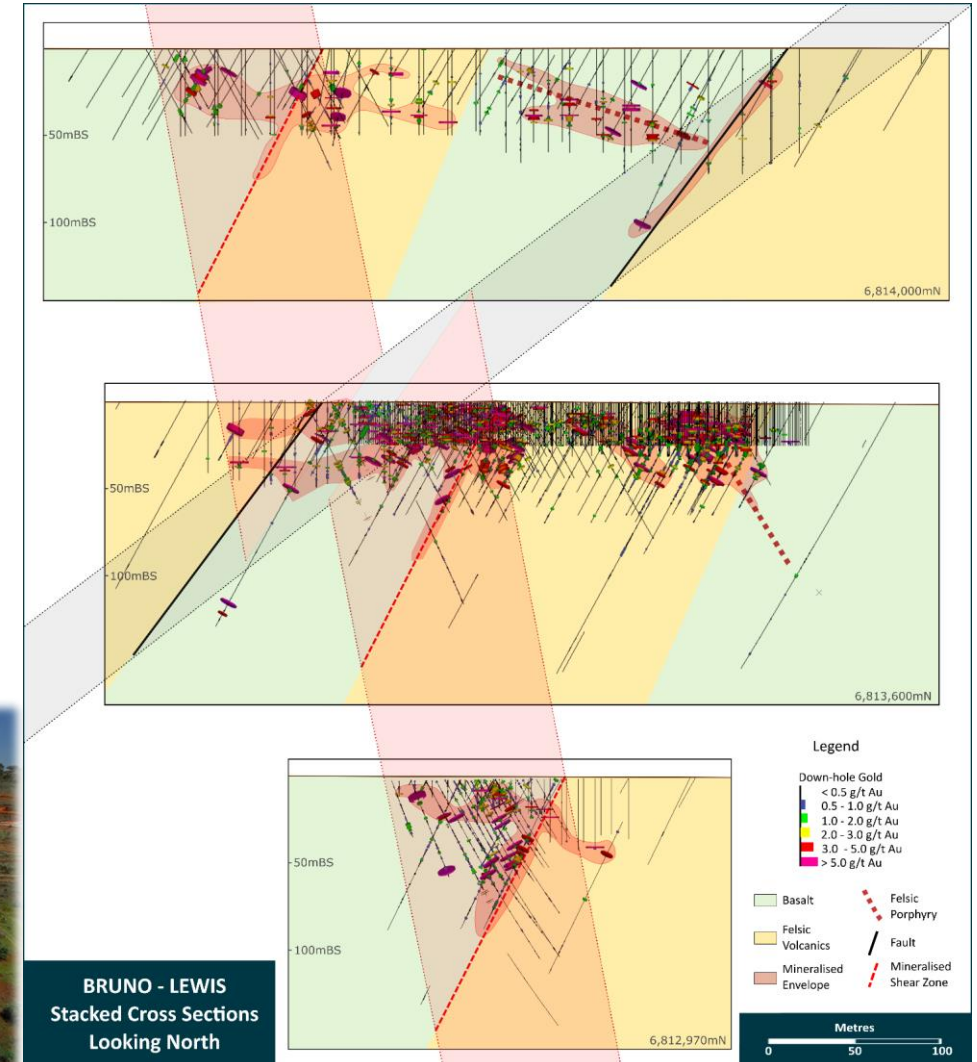 50mBS
100mBS
6,814,000mN
50mBS
100mBS
6,813,600mN
50mBS
100mBS
6,812,970mN
Legend
Down-hole Gold
< 0.5 g/t Au
0.5 - 1.0 g/t Au
1.0 - 2.0 g/t Au
2.0 - 3.0 g/t Au
3.0 - 5.0 g/t Au
> 5.0 g/t Au
Basalt
Felsic
Volcanics
Mineralised
Envelope
Felsic
Porphyry
Fault
Mineralised
Shear Zone
BRUNO - LEWIS
Stacked Cross Sections
Looking North
Metres
0 50 100